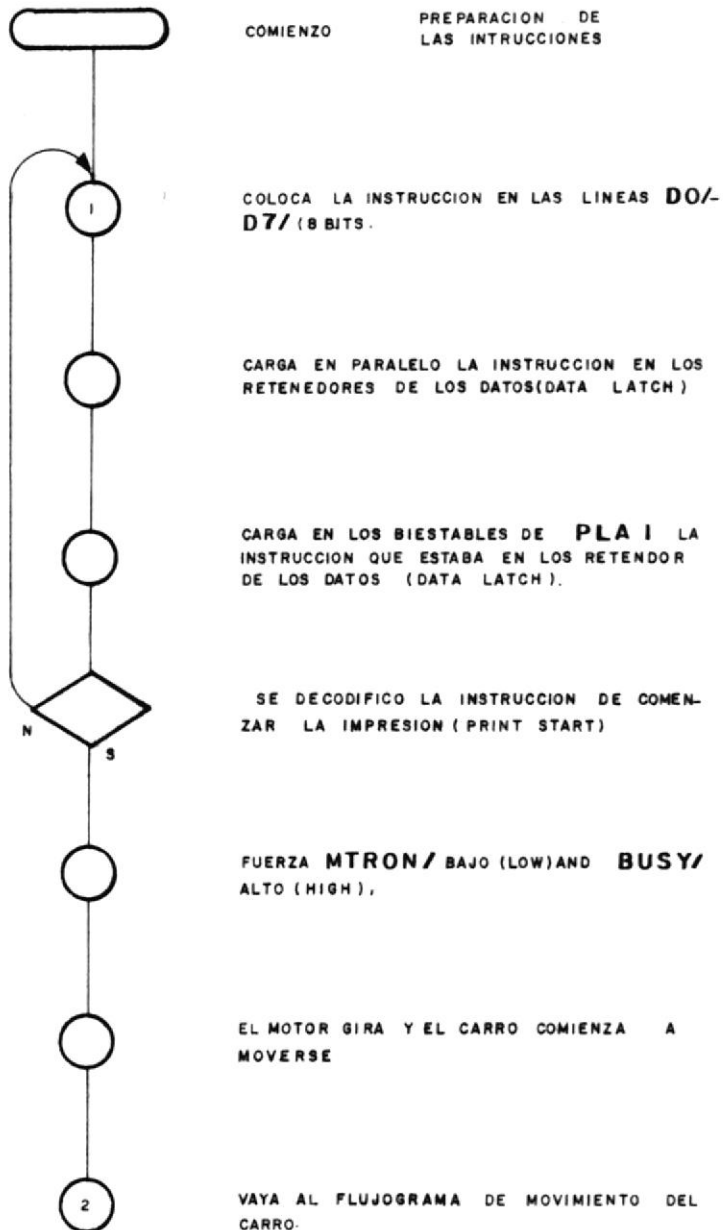 COMIENZO
PREPARACION DE
LAS INTRUCCIONES
1
COLOCA LA INSTRUCCION EN LAS LINEAS D0/-
D7/ (8 BITS.
CARGA EN PARALELO LA INSTRUCCION EN LOS
RETENEDORES DE LOS DATOS(DATA LATCH)
CARGA EN LOS BIESTABLES DE PLA I LA
INSTRUCCION QUE ESTABA EN LOS RETENDOR
DE LOS DATOS (DATA LATCH).
SE DECODIFICO LA INSTRUCCION DE COMEN-
ZAR LA IMPRESION (PRINT START)
N
S
FUERZA MTRON/ BAJO (LOW)AND BUSY/
ALTO (HIGH),
EL MOTOR GIRA Y EL CARRO COMIENZA A
MOVERSE
2
VAYA AL FLUJOGRAMA DE MOVIMIENTO DEL
CARRO.